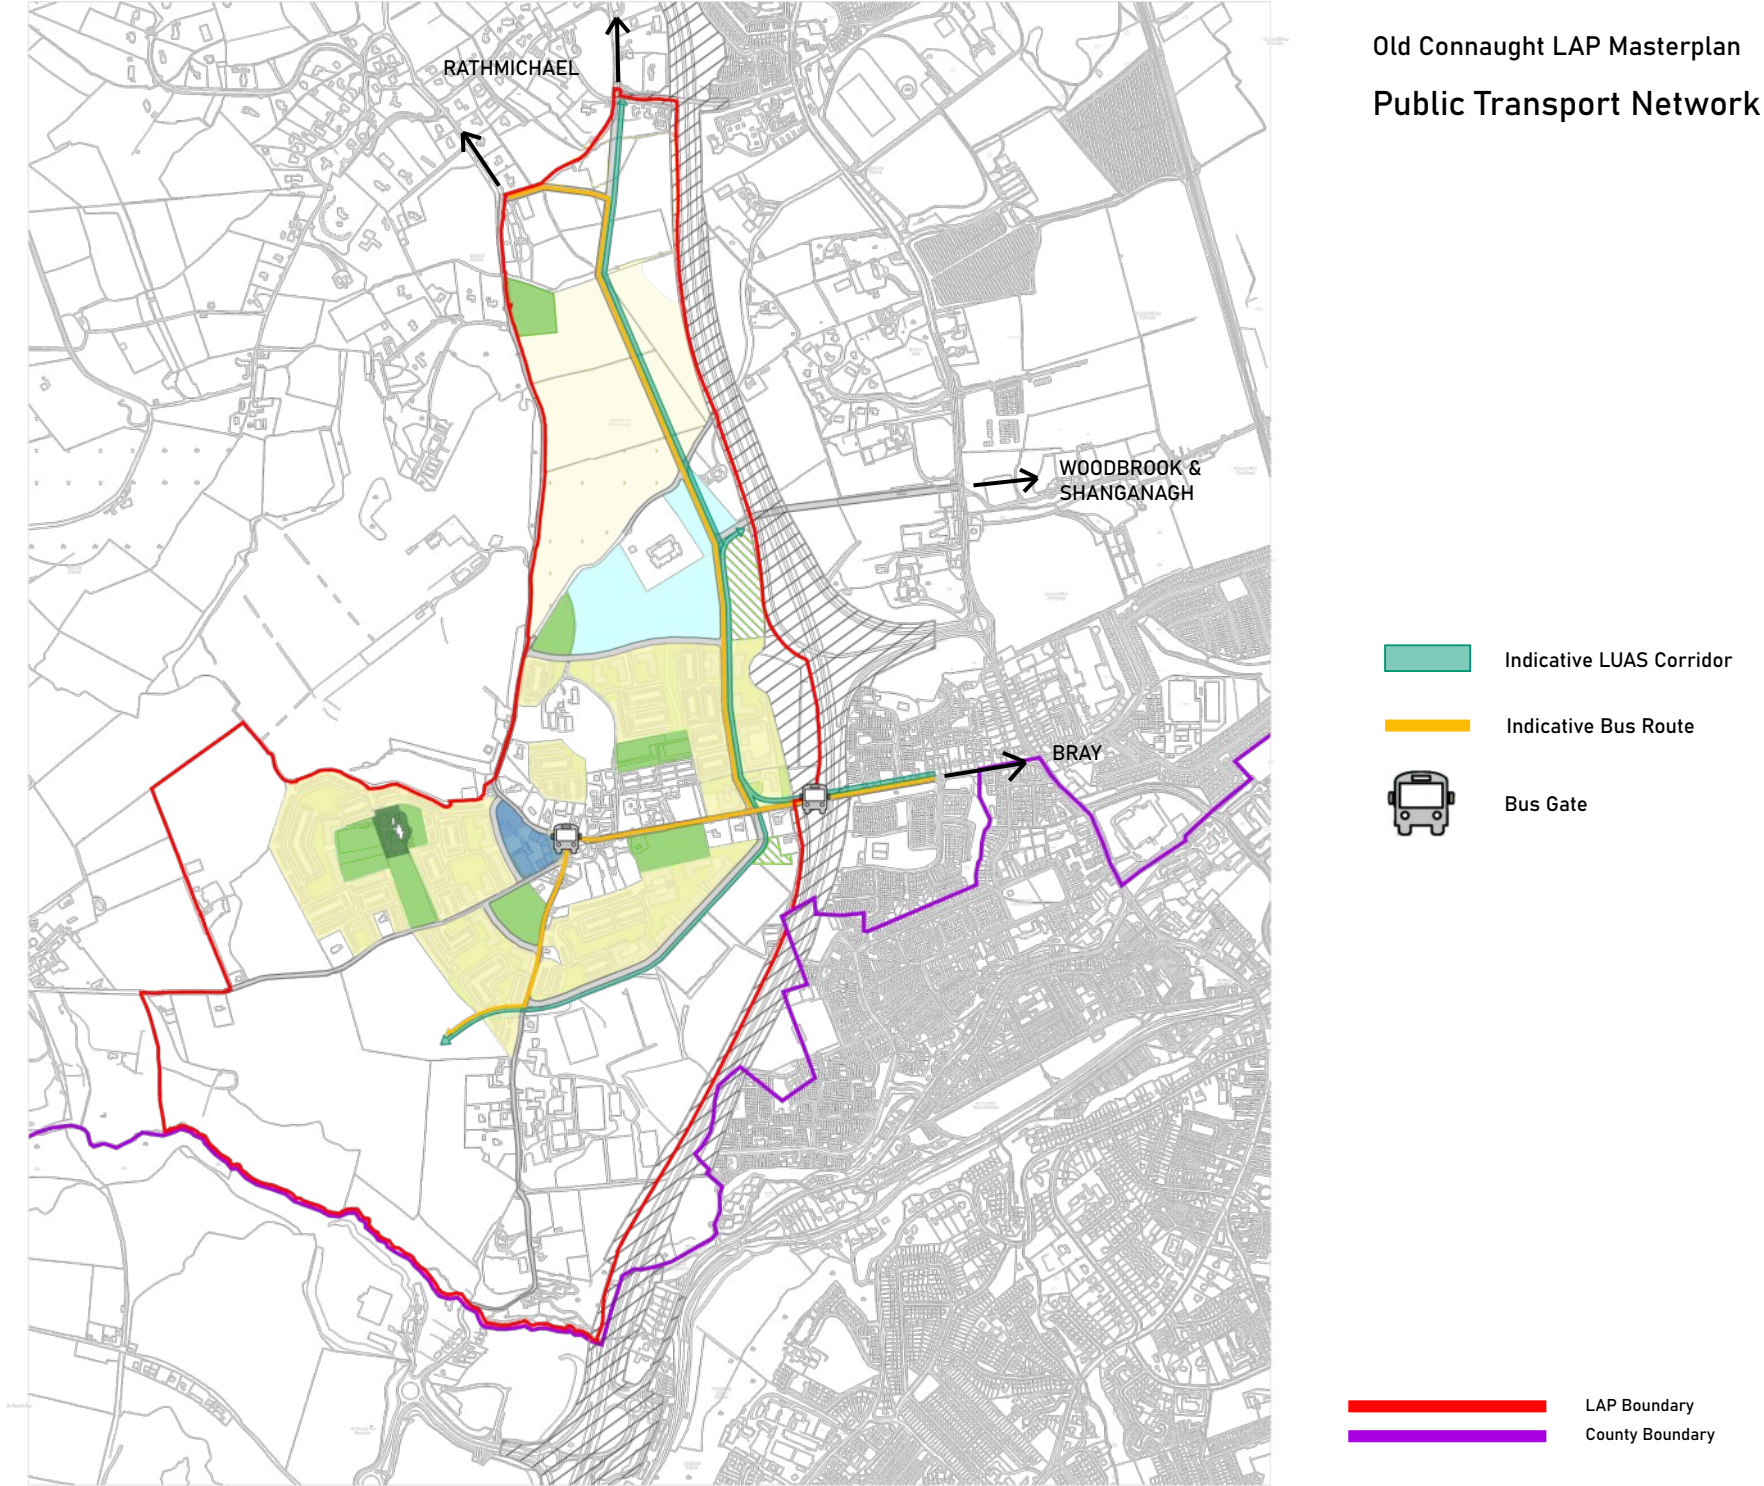 Old Connaught LAP Masterplan
Public Transport Network
RATHMICHAEL
WOODBROOK &
SHANGANAGH
BRAY
Indicative LUAS Corridor
Indicative Bus Route
Bus Gate
LAP Boundary
County Boundary